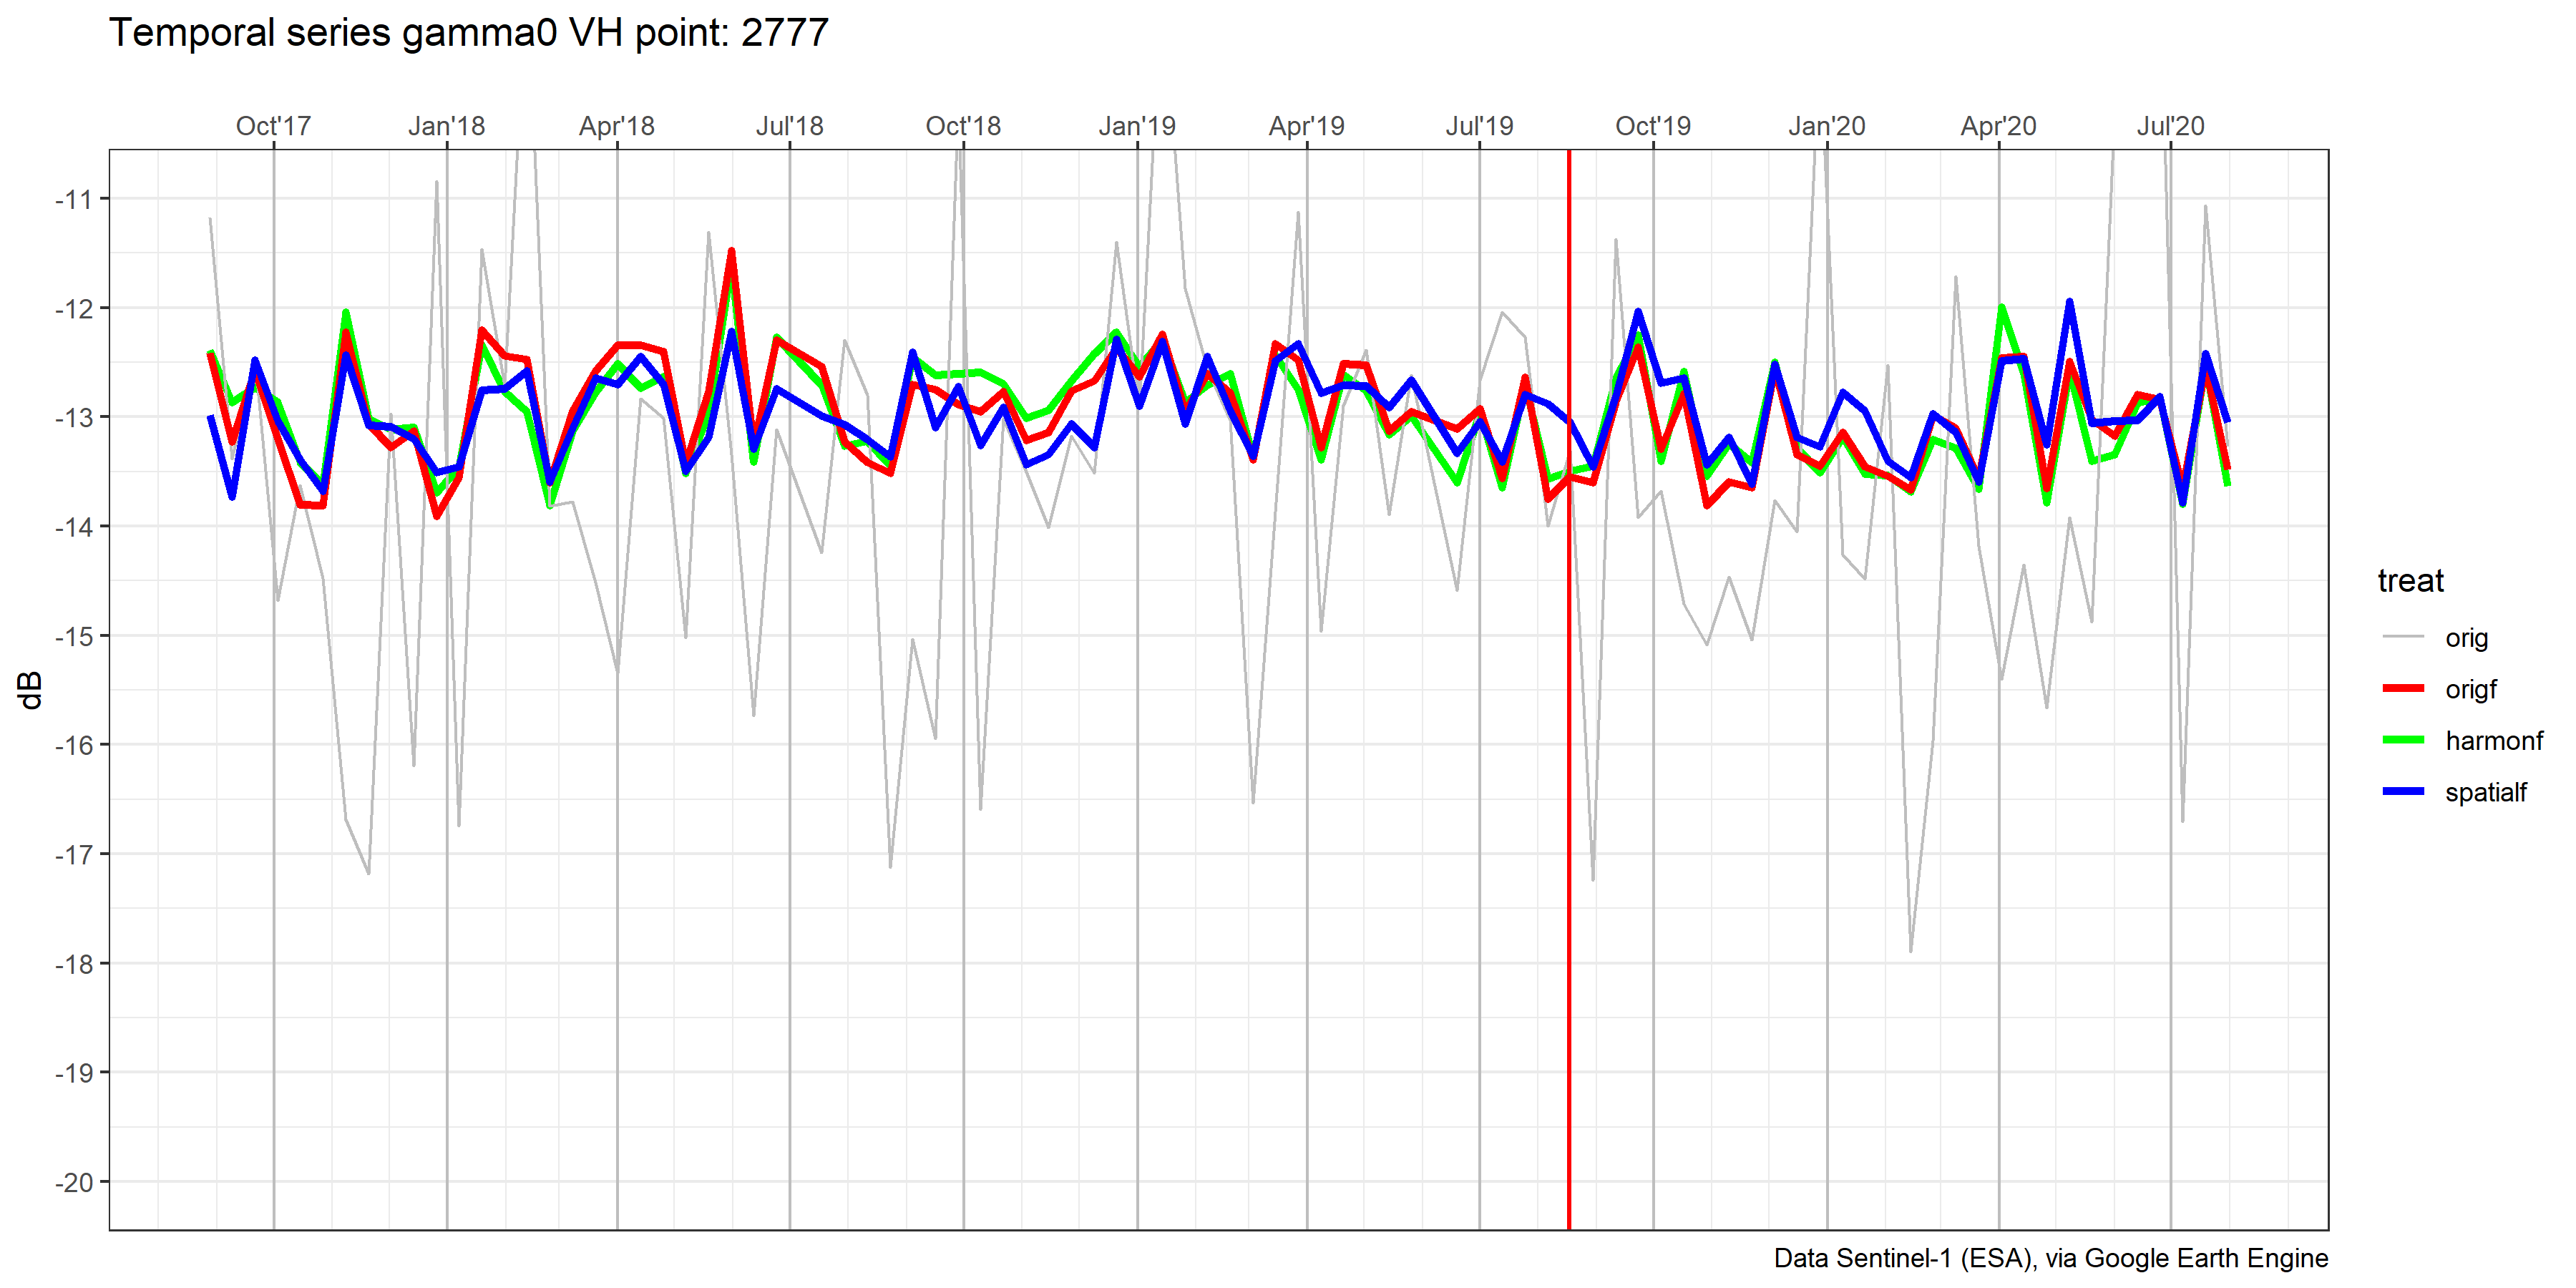 Temporal series gamma0 VH point: 2777
Oct'17 Jan'18 Apr'18 Jul'18 Oct'18 Jan'19 Apr'19 Jul'19 Oct'19 Jan'20 Apr'20 Jul'20
-11
-12
-13
-14
-15
-16
-17
-18
-19
-20
dB
treat
orig
origf
harmonf
spatialf
Data Sentinel-1 (ESA), via Google Earth Engine